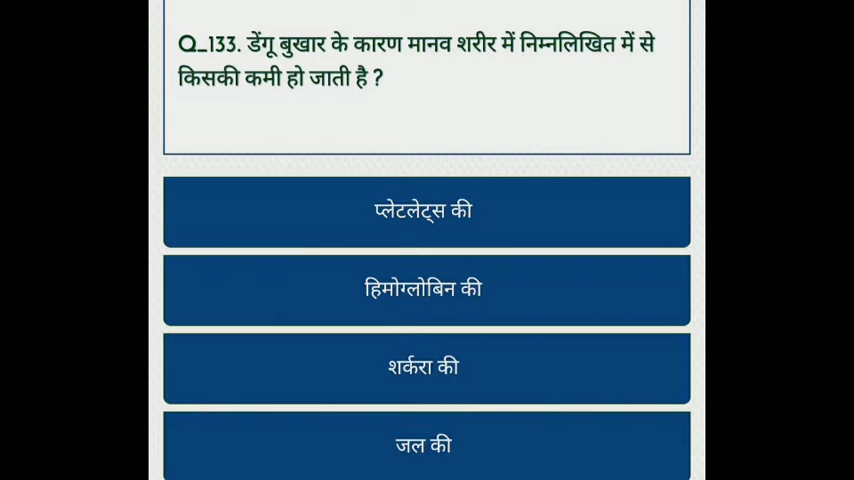 Q_133. डेंगू बुखार के कारण मानव शरीर में निम्नलिखित में से
किसकी कमी हो जाती है ?
प्लेटलेट्स की
हिमोग्लोबिन की
शर्करा की
जल की